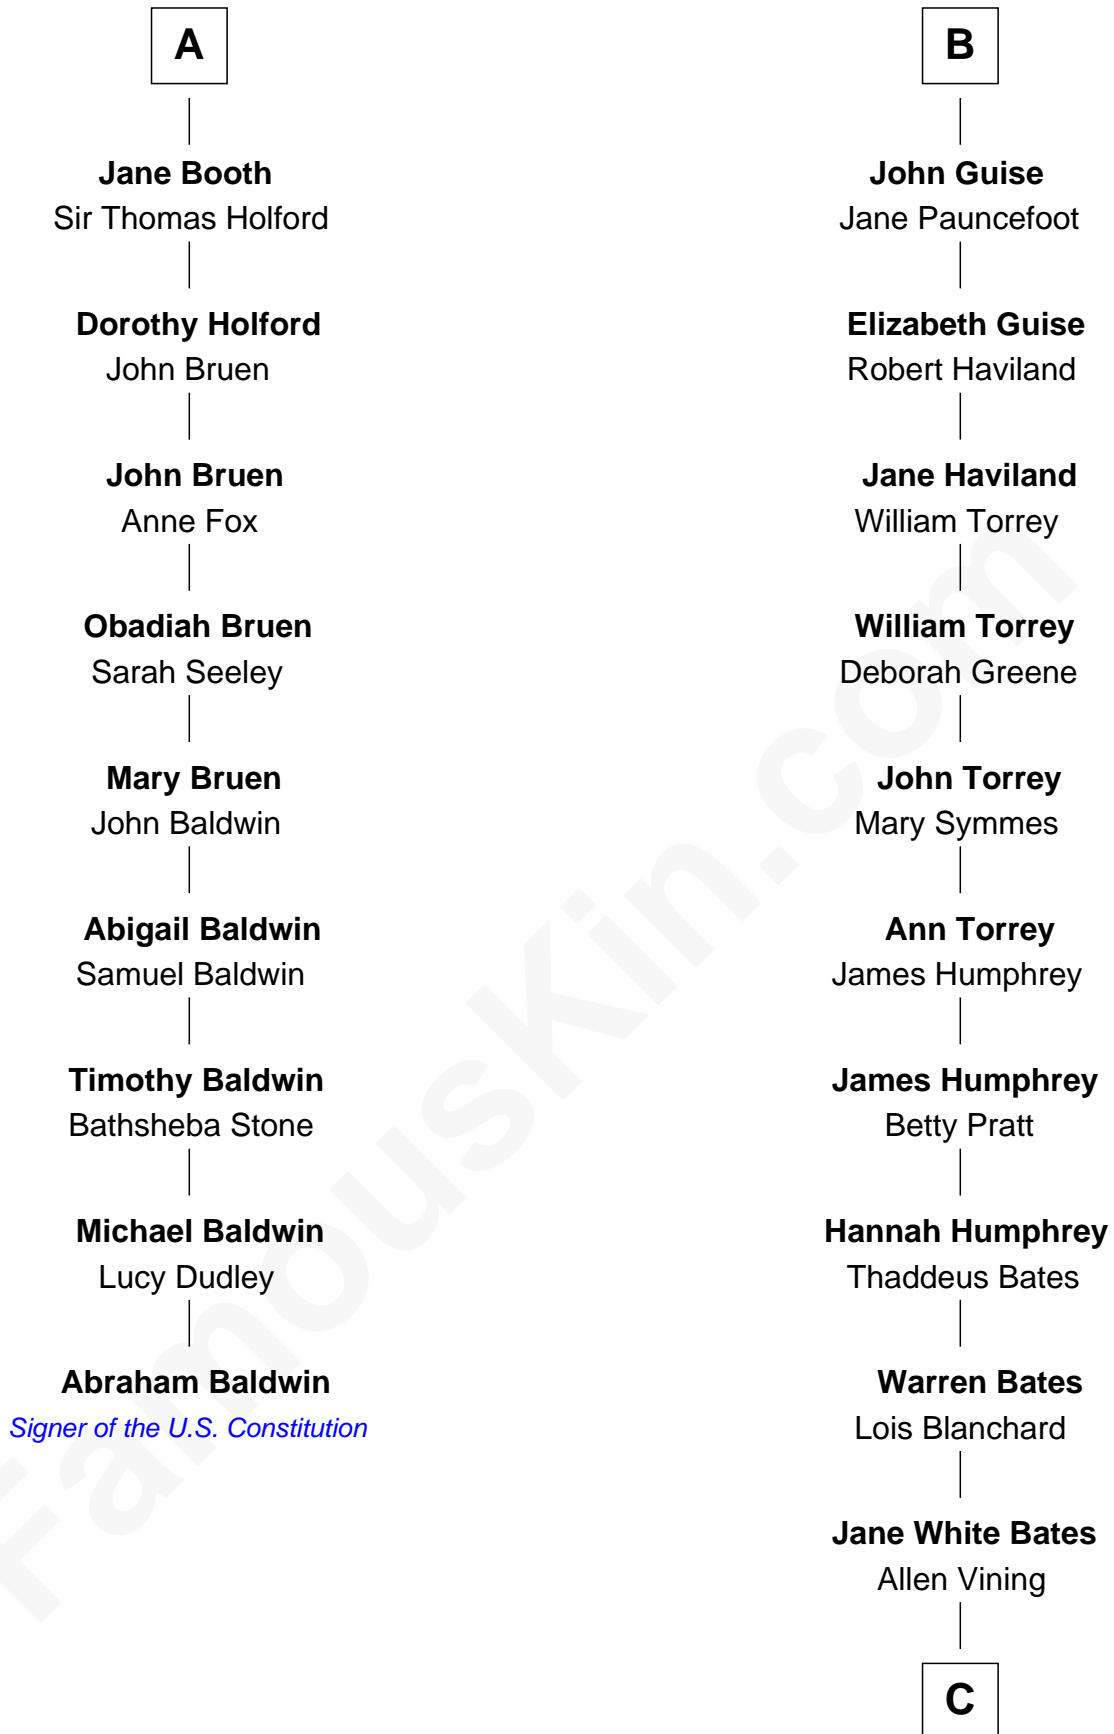 A
Jane Booth
Sir Thomas Holford
Dorothy Holford
John Bruen
John Bruen
Anne Fox
Obadiah Bruen
Sarah Seeley
Mary Bruen
John Baldwin
Abigail Baldwin
Samuel Baldwin
Timothy Baldwin
Bathsheba Stone
Michael Baldwin
Lucy Dudley
Abraham Baldwin
Signer of the U.S. Constitution
B
John Guise
Jane Pauncefoot
Elizabeth Guise
Robert Haviland
Jane Haviland
William Torrey
William Torrey
Deborah Greene
John Torrey
Mary Symmes
Ann Torrey
James Humphrey
James Humphrey
Betty Pratt
Hannah Humphrey
Thaddeus Bates
Warren Bates
Lois Blanchard
Jane White Bates
Allen Vining
C
FamousKin.com